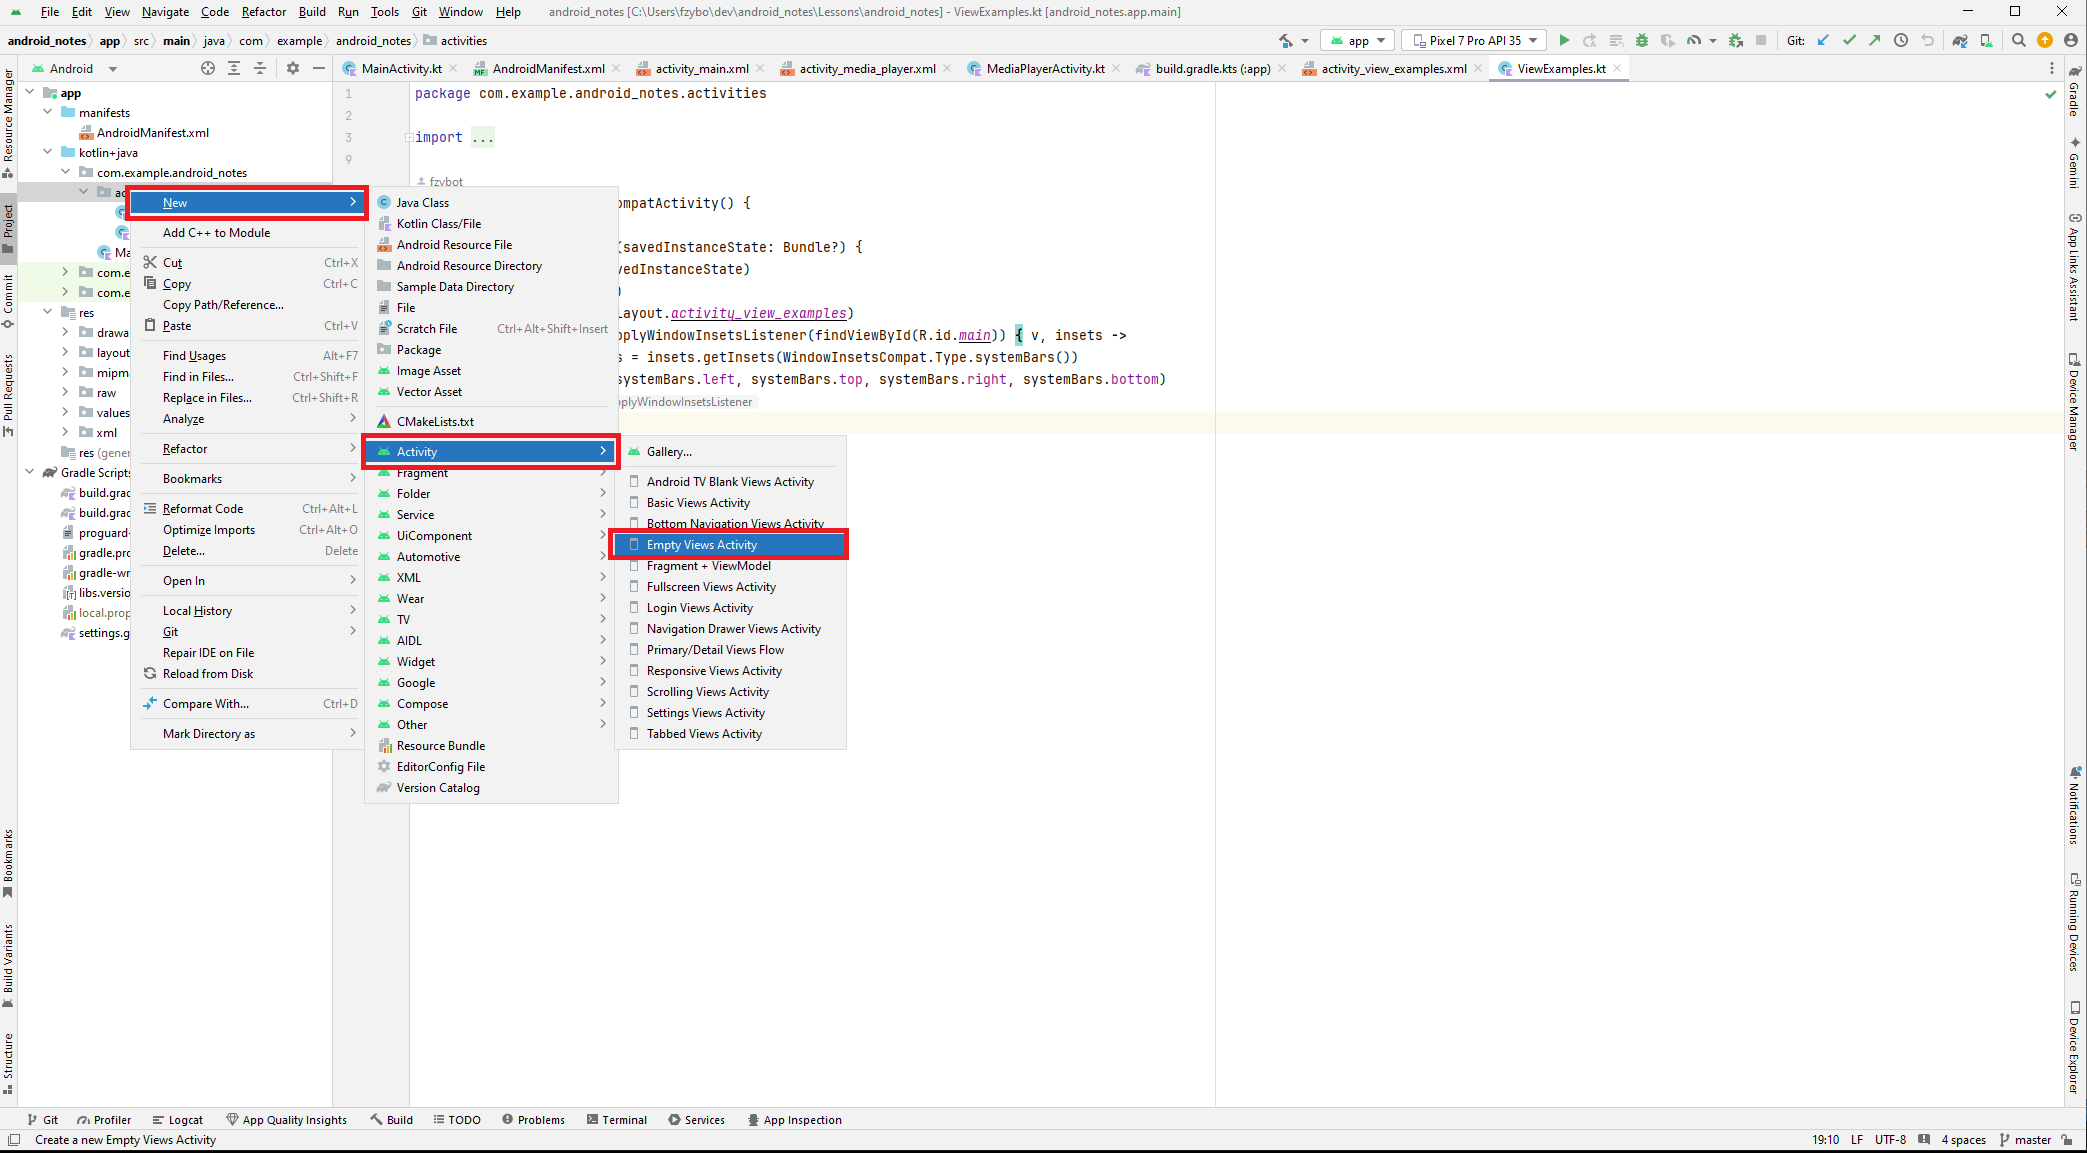 File Edit View Navigate Code Refactor Build Run Tools Git Window Help android_notes [C:\Users\fzybo\dev\android_notes\Lessons\android_notes] - ViewExamples.kt [android_notes.app.main]
android_notes app src main java com example android_notes activities
app Pixel 7 Pro API 35 Git:
Android
MainActivity.kt AndroidManifest.xml activity_main.xml activity_media_player.xml MediaPlayerActivity.kt build.gradle.kts (:app) activity_view_examples.xml ViewExamples.kt
Resource Manager
Project
Commit
Pull Requests
Bookmarks
Build Variants
Structure
app
manifests
AndroidManifest.xml
kotlin+java
com.example.android_notes
ac
Ma
com.e
com.e
res
drawa
layout
mipm
raw
values
xml
res (gener
Gradle Scripts
build.grad
build.grad
proguard-
gradle.pro
gradle-wr
libs.versio
local.prop
settings.g
New
Add C++ to Module
Cut Ctrl+X
Copy Ctrl+C
Copy Path/Reference...
Paste Ctrl+V
Find Usages Alt+F7
Find in Files... Ctrl+Shift+F
Replace in Files... Ctrl+Shift+R
Analyze
Refactor
Bookmarks
Reformat Code Ctrl+Alt+L
Optimize Imports Ctrl+Alt+O
Delete... Delete
Open In
Local History
Git
Repair IDE on File
Reload from Disk
Compare With... Ctrl+D
Mark Directory as
Java Class
Kotlin Class/File
Android Resource File
Android Resource Directory
Sample Data Directory
File
Scratch File Ctrl+Alt+Shift+Insert
Package
Image Asset
Vector Asset
CMakeLists.txt
Activity
Fragment
Folder
Service
UiComponent
Automotive
XML
Wear
TV
AIDL
Widget
Google
Compose
Other
Resource Bundle
EditorConfig File
Version Catalog
Gallery...
Android TV Blank Views Activity
Basic Views Activity
Bottom Navigation Views Activity
Empty Views Activity
Fragment + ViewModel
Fullscreen Views Activity
Login Views Activity
Navigation Drawer Views Activity
Primary/Detail Views Flow
Responsive Views Activity
Scrolling Views Activity
Settings Views Activity
Tabbed Views Activity
1 package com.example.android_notes.activities
2
3 import ...
9
fzybot
ompatActivity() {
(savedInstanceState: Bundle?) {
vedInstanceState)
)
layout.activity_view_examples)
pplyWindowInsetsListener(findViewById(R.id.main)) { v, insets ->
s = insets.getInsets(WindowInsetsCompat.Type.systemBars())
systemBars.left, systemBars.top, systemBars.right, systemBars.bottom)
pplyWindowInsetsListener
Gradle
Gemini
App Links Assistant
Device Manager
Notifications
Running Devices
Device Explorer
Git Profiler Logcat App Quality Insights Build TODO Problems Terminal Services App Inspection
Create a new Empty Views Activity 19:10 LF UTF-8 4 spaces master